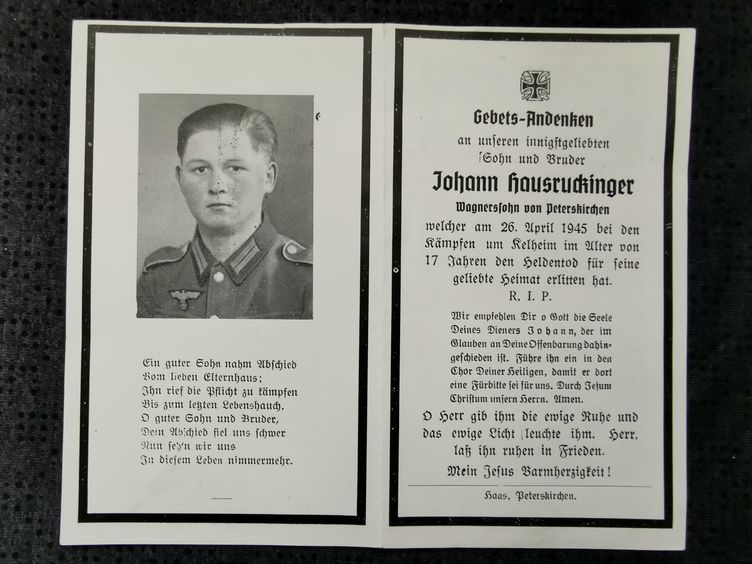 Ein guter Sohn nahm Abschied
Vom lieben Elternhaus;
Ihn rief die Pflicht zu kämpfen
Bis zum letzten Lebenshauch.
O guter Sohn und Bruder,
Dein Abschied fiel uns schwer
Nun seh'n wir uns
In diesem Leben nimmermehr.
Gebets-Andenken
an unseren innigstgeliebten
Sohn und Bruder
Johann Hausruckinger
Wagnerssohn von Peterskirchen
welcher am 26. April 1945 bei den
Kämpfen um Kelheim im Alter von
17 Jahren den Heldentod für seine
geliebte Heimat erlitten hat.
R. I. P.
Wir empfehlen Dir o Gott die Seele
Deines Dieners Johann, der im
Glauben an Deine Offenbarung dahin-
geschieden ist. Führe ihn ein in den
Chor Deiner Heiligen, damit er dort
eine Fürbitte sei für uns. Durch Jesum
Christum unsern Herrn. Amen.
O Herr gib ihm die ewige Ruhe und
das ewige Licht leuchte ihm. Herr,
laß ihn ruhen in Frieden.
Mein Jesus Barmherzigkeit!
Haas, Peterskirchen.